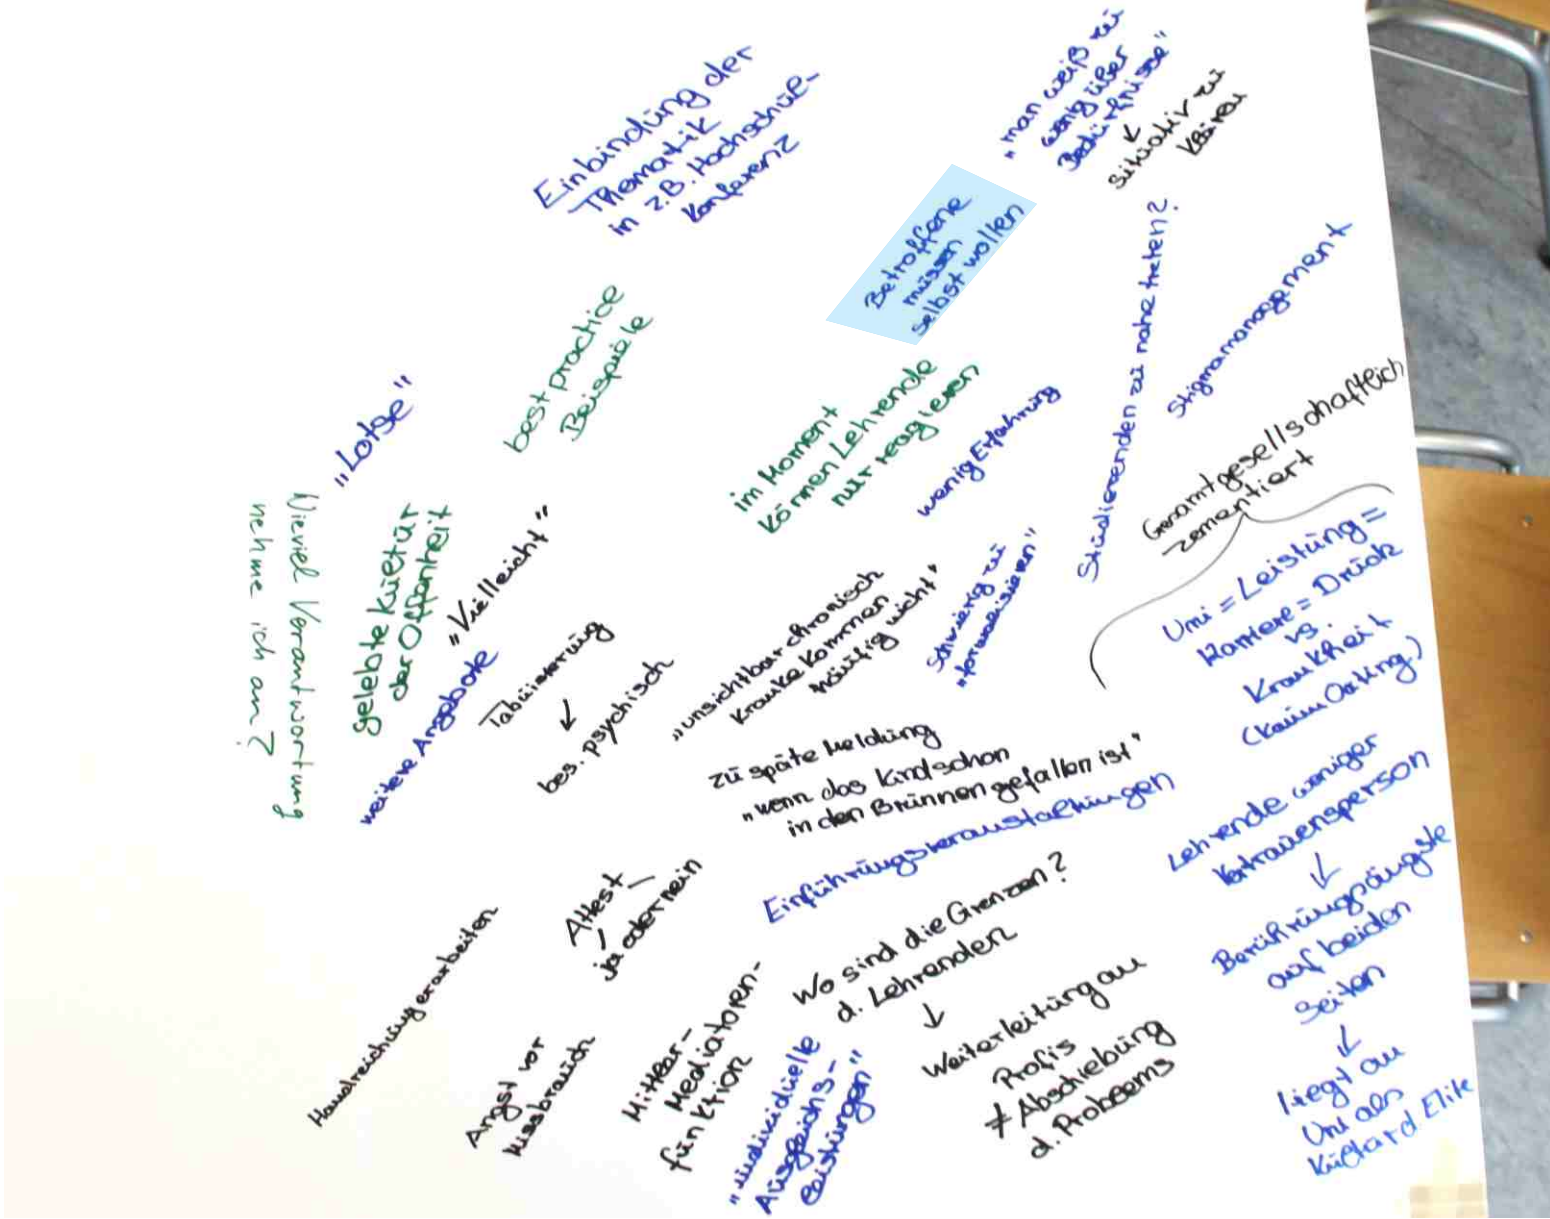 Einbindung der
Thematik
in z.B. Hochschul-
konferenz
„man weiß zu
wenig über
Bedürfnisse"
↙
situativ zu
klären
Betroffene
müssen
selbst wollen
Studierenden zu nahe treten?
Stigmamanagement
best practice
Beispiele
„Lotse"
im Moment
können Lehrende
nur reagieren
wenig Erfahrung
Gesamtgesellschaftlich
zementiert
Uni = Leistung =
Karriere = Druck
vs.
Krankheit
(kaum Outing)
Wieviel Verantwortung
nehme ich an?
gelebte Kultur
der Offenheit
„Vielleicht"
weitere Angebote
Tabuisierung
↙
bes. psychisch
„unsichtbar chronisch
Kranke kommen
häufig nicht"
schwierig zu
„formalisieren"
zu späte Meldung
„wenn das Kind schon
in den Brunnen gefallen ist"
Einführungsveranstaltungen
Lehrende weniger
Vertrauensperson
↓
Berührungsängste
auf beiden
Seiten
↓
liegt an
Uni als
Elite
Attest
ja oder nein
Handreichung erarbeiten
Angst vor
Missbrauch
Mittler-
Mediatoren-
funktion
„individuelle
Ausgleichs-
leistungen"
Wo sind die Grenzen?
d. Lehrenden
↓
Weiterleitung an
Profis
≠ Abschiebung
d. Problems